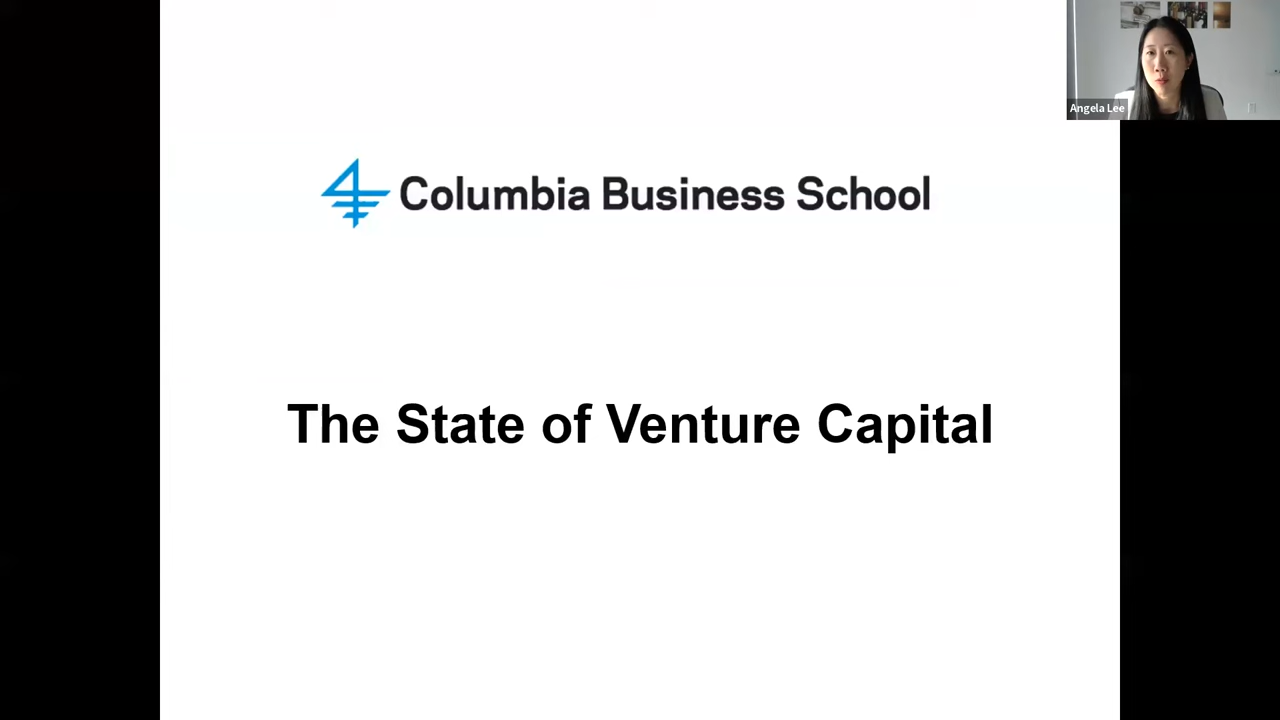 Angela Lee
Columbia Business School
The State of Venture Capital